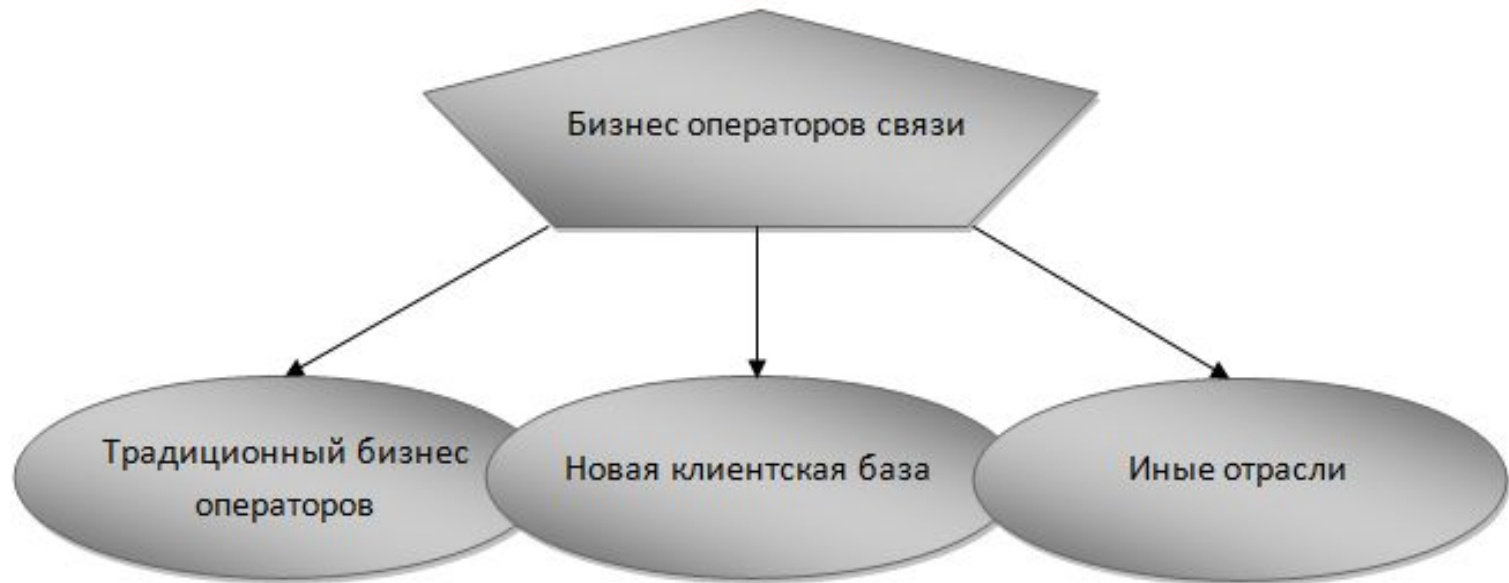 Бизнес операторов связи
Традиционный бизнес
операторов
Новая клиентская база
Иные отрасли